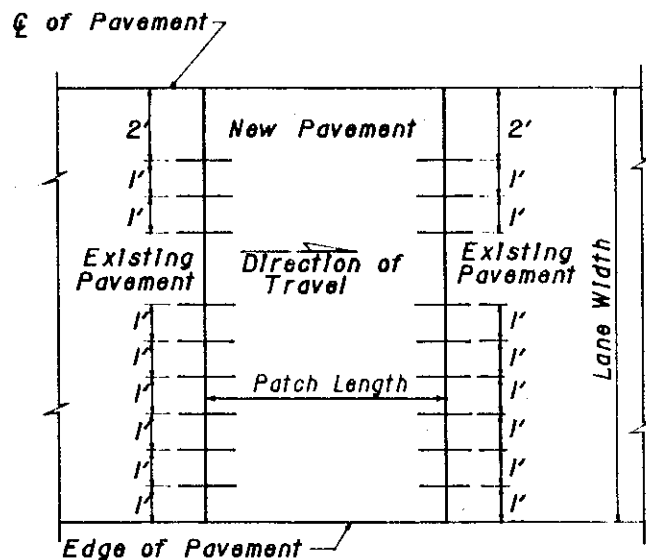 ℄ of Pavement
2'
New Pavement
2'
1'
1'
1'
1'
Existing
Pavement
Direction of
Travel
Existing
Pavement
Lane Width
1'
1'
1'
1'
1'
1'
Patch Length
1'
1'
1'
1'
1'
1'
Edge of Pavement